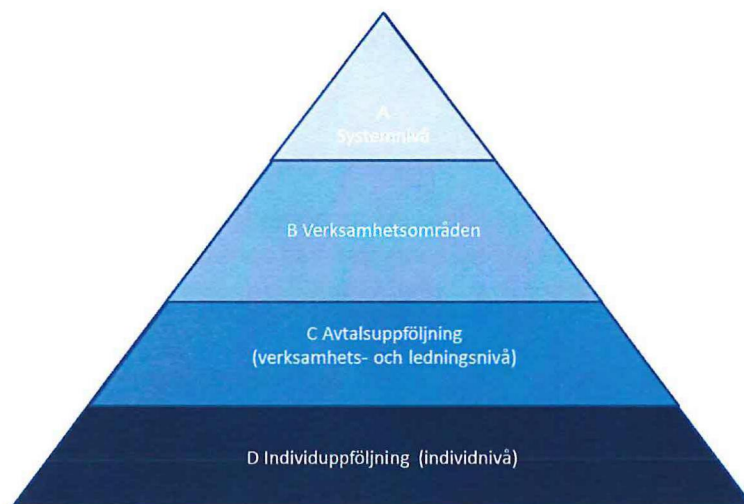 A
Systemnivå
B Verksamhetsområden
C Avtalsuppföljning
(verksamhets- och ledningsnivå)
D Individuppföljning (individnivå)